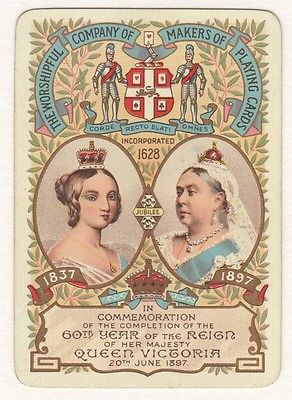 THE WORSHIPFUL COMPANY OF MAKERS OF PLAYING CARDS
CORDE RECTO ELATI OMNES
INCORPORATED
1628
JUBILEE
1837
1897
IN
COMMEMORATION
OF THE COMPLETION OF THE
60TH YEAR OF THE REIGN
OF HER MAJESTY
QUEEN VICTORIA
20TH JUNE 1897.